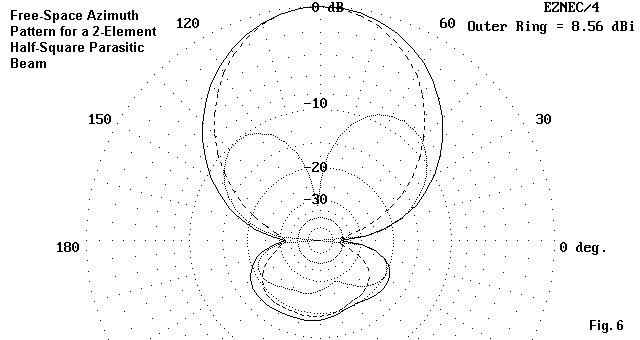 Free-Space Azimuth
Pattern for a 2-Element
Half-Square Parasitic
Beam
0 dB
EZNEC/4
Outer Ring = 8.56 dBi
120
60
-10
150
30
-20
-30
180
0 deg.
Fig. 6